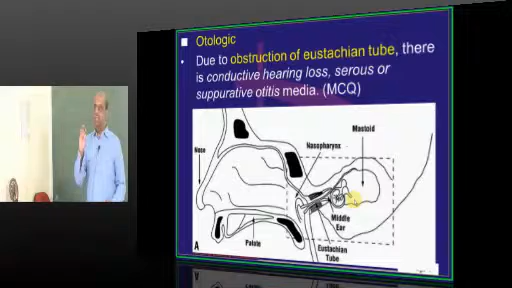 Otologic
Due to obstruction of eustachian tube, there
is conductive hearing loss, serous or
suppurative otitis media. (MCQ)
Mastoid
Nasopharynx
Nose
Middle
Ear
Palate
Eustachian
Tube
A